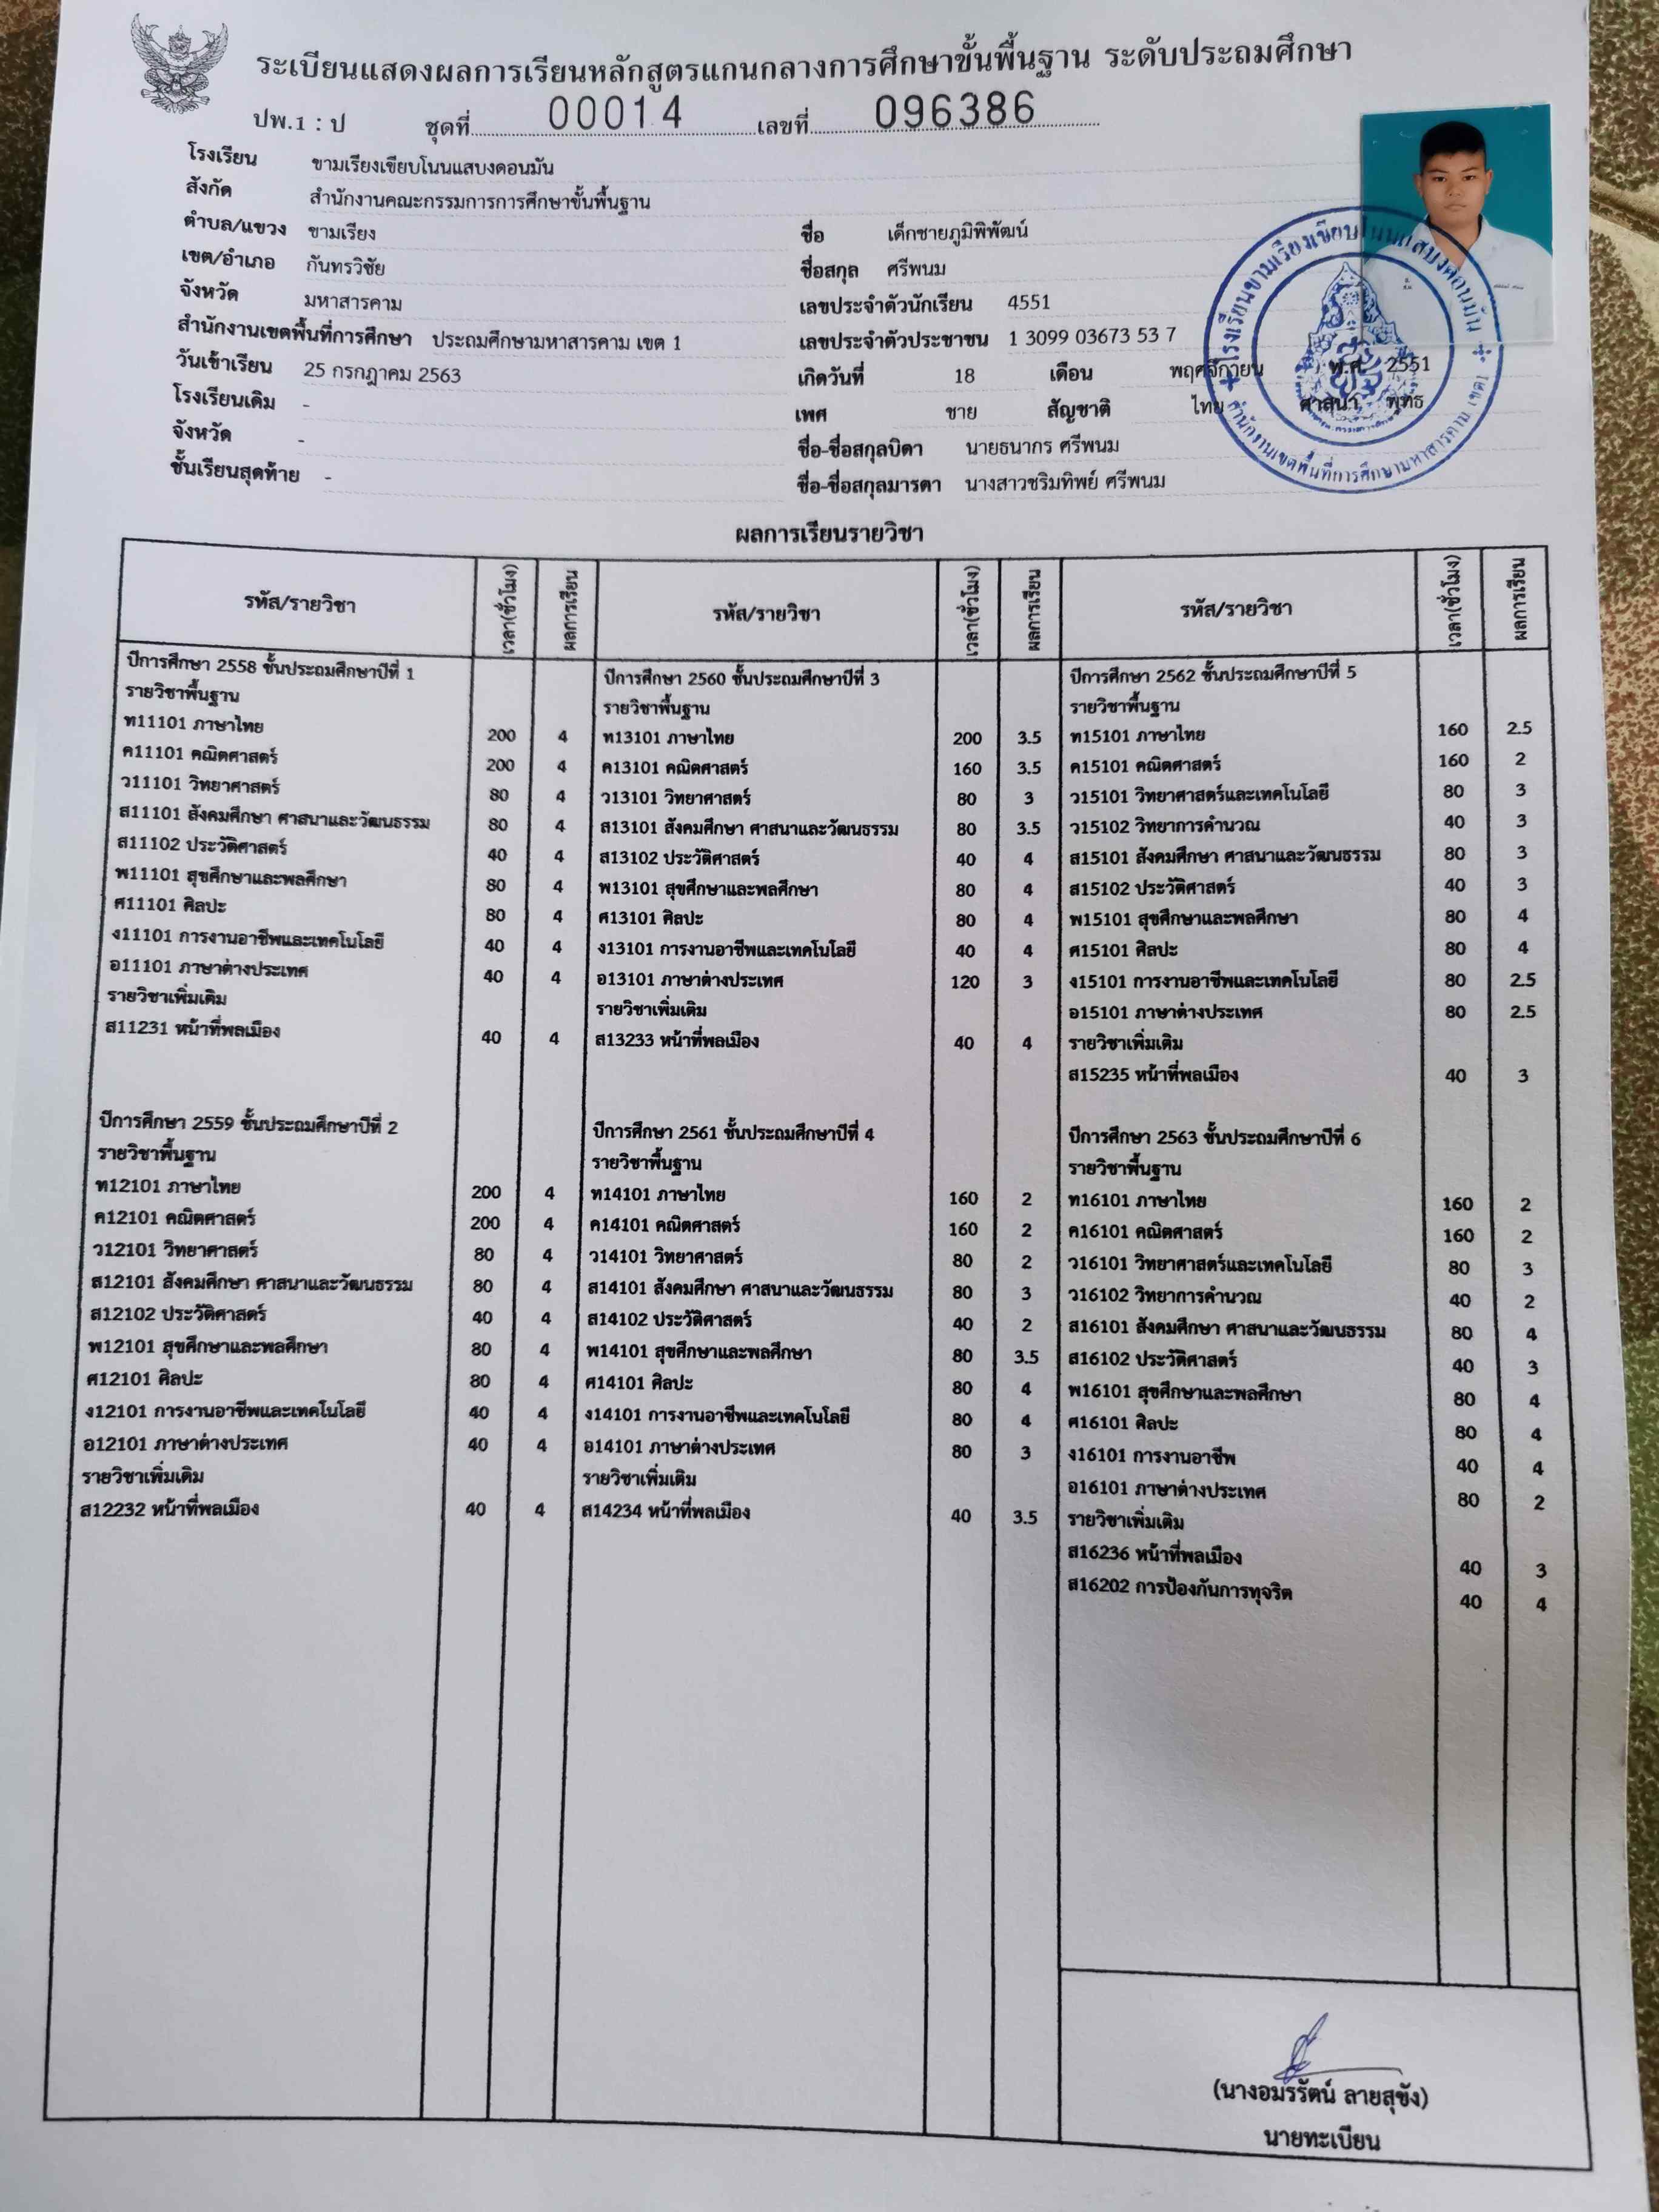 ระเบียนแสดงผลการเรียนหลักสูตรแกนกลางการศึกษาขั้นพื้นฐาน ระดับประถมศึกษา
ปพ.1 : ป ชุดที่ 00014 เลขที่ 096386
โรงเรียน ขามเรียงเขียบโนนแสบงดอนมัน
สังกัด สำนักงานคณะกรรมการการศึกษาขั้นพื้นฐาน
ตำบล/แขวง ขามเรียง
เขต/อำเภอ กันทรวิชัย
จังหวัด มหาสารคาม
สำนักงานเขตพื้นที่การศึกษา ประถมศึกษามหาสารคาม เขต 1
วันเข้าเรียน 25 กรกฎาคม 2563
โรงเรียนเดิม -
จังหวัด -
ชั้นเรียนสุดท้าย -
ชื่อ เด็กชายภูมิพิพัฒน์
ชื่อสกุล ศรีพนม
เลขประจำตัวนักเรียน 4551
เลขประจำตัวประชาชน 1 3099 03673 53 7
เกิดวันที่ 18 เดือน พฤศจิกายน พ.ศ. 2551
เพศ ชาย สัญชาติ ไทย ศาสนา พุทธ
ชื่อ-ชื่อสกุลบิดา นายธนากร ศรีพนม
ชื่อ-ชื่อสกุลมารดา นางสาวชริมทิพย์ ศรีพนม
โรงเรียนขามเรียงเขียบโนนแสบงดอนมัน
สำนักงานเขตพื้นที่การศึกษามหาสารคาม เขต1
ผลการเรียนรายวิชา
รหัส/รายวิชา เวลา(ชั่วโมง) ผลการเรียน รหัส/รายวิชา เวลา(ชั่วโมง) ผลการเรียน รหัส/รายวิชา เวลา(ชั่วโมง) ผลการเรียน
ปีการศึกษา 2558 ชั้นประถมศึกษาปีที่ 1
รายวิชาพื้นฐาน
ท11101 ภาษาไทย 200 4
ค11101 คณิตศาสตร์ 200 4
ว11101 วิทยาศาสตร์ 80 4
ส11101 สังคมศึกษา ศาสนาและวัฒนธรรม 80 4
ส11102 ประวัติศาสตร์ 40 4
พ11101 สุขศึกษาและพลศึกษา 80 4
ศ11101 ศิลปะ 80 4
ง11101 การงานอาชีพและเทคโนโลยี 40 4
อ11101 ภาษาต่างประเทศ 40 4
รายวิชาเพิ่มเติม
ส11231 หน้าที่พลเมือง 40 4
ปีการศึกษา 2559 ชั้นประถมศึกษาปีที่ 2
รายวิชาพื้นฐาน
ท12101 ภาษาไทย 200 4
ค12101 คณิตศาสตร์ 200 4
ว12101 วิทยาศาสตร์ 80 4
ส12101 สังคมศึกษา ศาสนาและวัฒนธรรม 80 4
ส12102 ประวัติศาสตร์ 40 4
พ12101 สุขศึกษาและพลศึกษา 80 4
ศ12101 ศิลปะ 80 4
ง12101 การงานอาชีพและเทคโนโลยี 40 4
อ12101 ภาษาต่างประเทศ 40 4
รายวิชาเพิ่มเติม
ส12232 หน้าที่พลเมือง 40 4
ปีการศึกษา 2560 ชั้นประถมศึกษาปีที่ 3
รายวิชาพื้นฐาน
ท13101 ภาษาไทย 200 3.5
ค13101 คณิตศาสตร์ 160 3.5
ว13101 วิทยาศาสตร์ 80 3
ส13101 สังคมศึกษา ศาสนาและวัฒนธรรม 80 3.5
ส13102 ประวัติศาสตร์ 40 4
พ13101 สุขศึกษาและพลศึกษา 80 4
ศ13101 ศิลปะ 80 4
ง13101 การงานอาชีพและเทคโนโลยี 40 4
อ13101 ภาษาต่างประเทศ 120 3
รายวิชาเพิ่มเติม
ส13233 หน้าที่พลเมือง 40 4
ปีการศึกษา 2561 ชั้นประถมศึกษาปีที่ 4
รายวิชาพื้นฐาน
ท14101 ภาษาไทย 160 2
ค14101 คณิตศาสตร์ 160 2
ว14101 วิทยาศาสตร์ 80 2
ส14101 สังคมศึกษา ศาสนาและวัฒนธรรม 80 3
ส14102 ประวัติศาสตร์ 40 2
พ14101 สุขศึกษาและพลศึกษา 80 3.5
ศ14101 ศิลปะ 80 4
ง14101 การงานอาชีพและเทคโนโลยี 80 4
อ14101 ภาษาต่างประเทศ 80 3
รายวิชาเพิ่มเติม
ส14234 หน้าที่พลเมือง 40 3.5
ปีการศึกษา 2562 ชั้นประถมศึกษาปีที่ 5
รายวิชาพื้นฐาน
ท15101 ภาษาไทย 160 2.5
ค15101 คณิตศาสตร์ 160 2
ว15101 วิทยาศาสตร์และเทคโนโลยี 80 3
ว15102 วิทยาการคำนวณ 40 3
ส15101 สังคมศึกษา ศาสนาและวัฒนธรรม 80 3
ส15102 ประวัติศาสตร์ 40 3
พ15101 สุขศึกษาและพลศึกษา 80 4
ศ15101 ศิลปะ 80 4
ง15101 การงานอาชีพและเทคโนโลยี 80 2.5
อ15101 ภาษาต่างประเทศ 80 2.5
รายวิชาเพิ่มเติม
ส15235 หน้าที่พลเมือง 40 3
ปีการศึกษา 2563 ชั้นประถมศึกษาปีที่ 6
รายวิชาพื้นฐาน
ท16101 ภาษาไทย 160 2
ค16101 คณิตศาสตร์ 160 2
ว16101 วิทยาศาสตร์และเทคโนโลยี 80 3
ว16102 วิทยาการคำนวณ 40 2
ส16101 สังคมศึกษา ศาสนาและวัฒนธรรม 80 4
ส16102 ประวัติศาสตร์ 40 3
พ16101 สุขศึกษาและพลศึกษา 80 4
ศ16101 ศิลปะ 80 4
ง16101 การงานอาชีพ 40 4
อ16101 ภาษาต่างประเทศ 80 2
รายวิชาเพิ่มเติม
ส16236 หน้าที่พลเมือง 40 3
ส16202 การป้องกันการทุจริต 40 4
(นางอมรรัตน์ ลายสุขัง)
นายทะเบียน